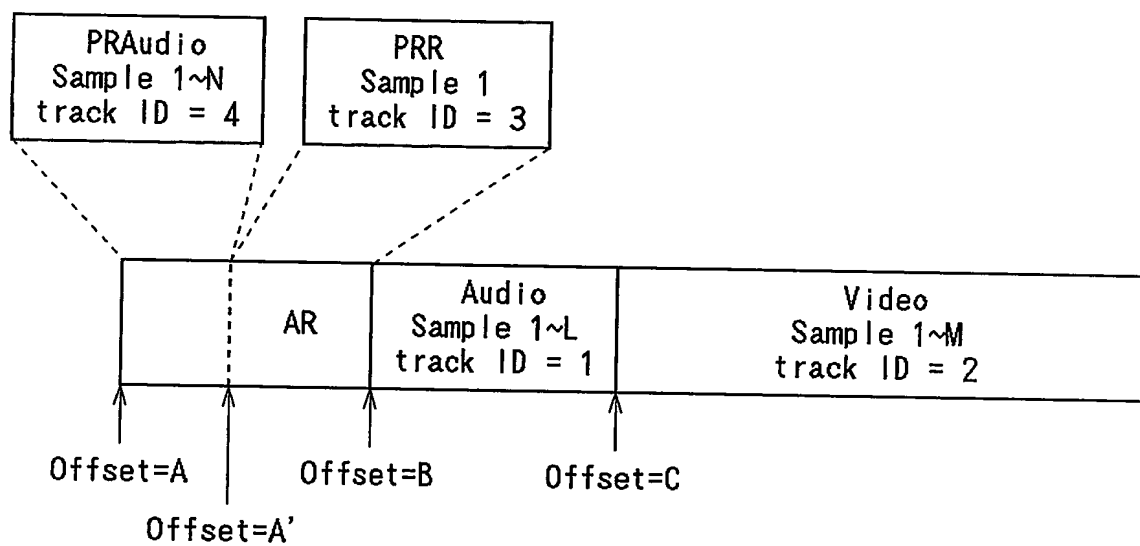 PRAudio
Sample 1~N
track ID = 4
PRR
Sample 1
track ID = 3
AR
Audio
Sample 1~L
track ID = 1
Video
Sample 1~M
track ID = 2
Offset=A
Offset=A'
Offset=B
Offset=C